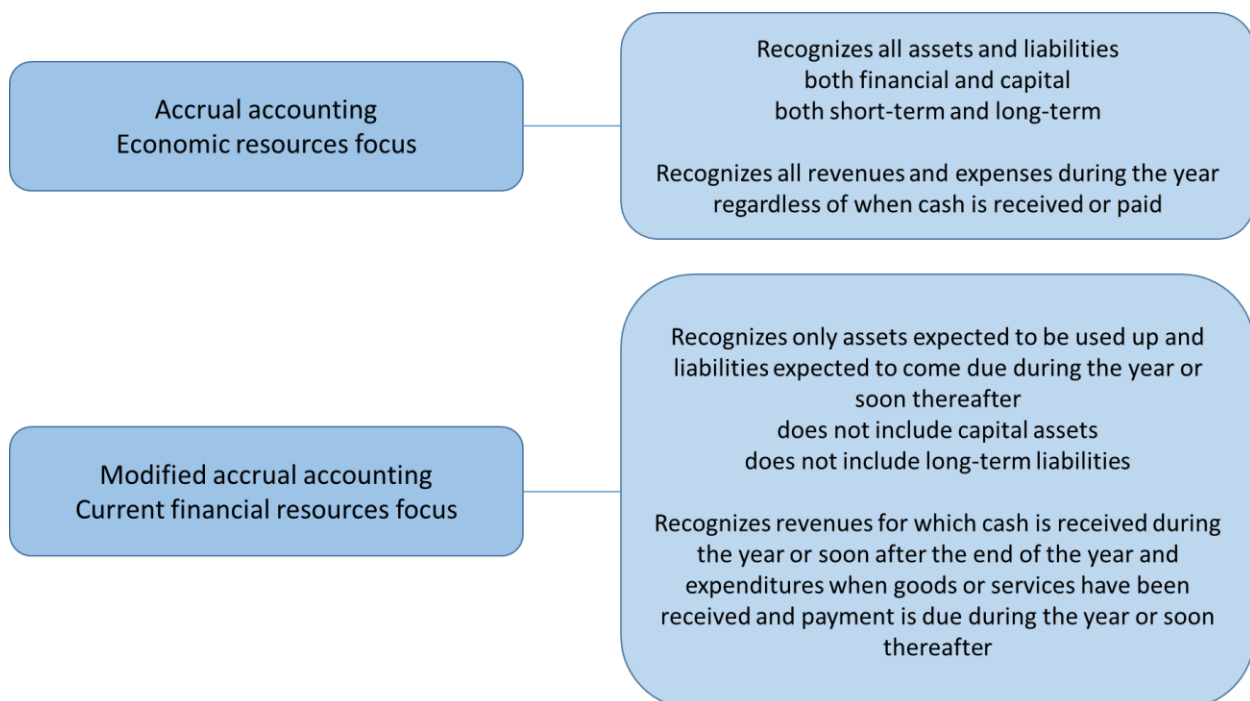 Accrual accounting
Economic resources focus
Recognizes all assets and liabilities
both financial and capital
both short-term and long-term
Recognizes all revenues and expenses during the year
regardless of when cash is received or paid
Modified accrual accounting
Current financial resources focus
Recognizes only assets expected to be used up and
liabilities expected to come due during the year or
soon thereafter
does not include capital assets
does not include long-term liabilities
Recognizes revenues for which cash is received during
the year or soon after the end of the year and
expenditures when goods or services have been
received and payment is due during the year or soon
thereafter